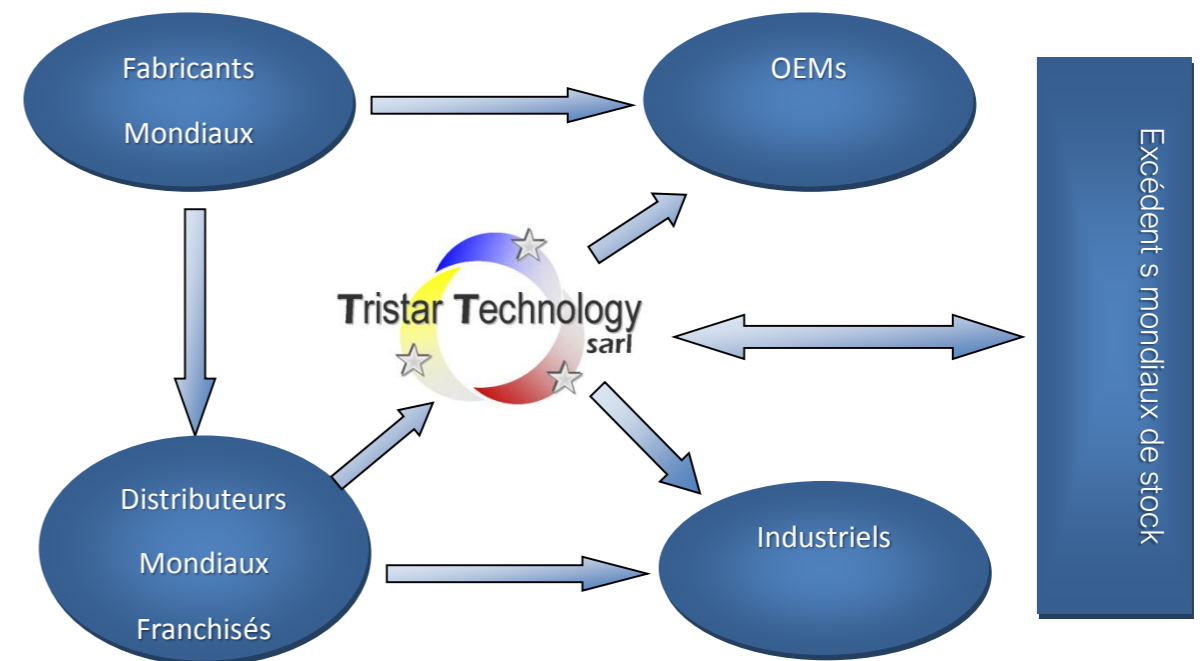 Fabricants
Mondiaux
OEMs
Tristar Technology
sarl
Excédent s mondiaux de stock
Distributeurs
Mondiaux
Franchisés
Industriels